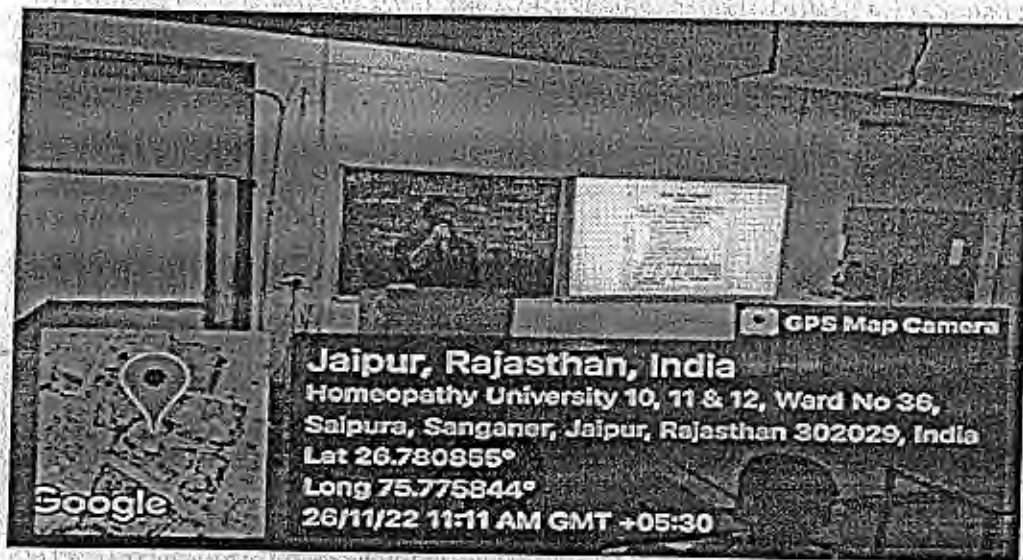 GPS Map Camera
Jaipur, Rajasthan, India
Homeopathy University 10, 11 & 12, Ward No 36,
Saipura, Sanganer, Jaipur, Rajasthan 302029, India
Lat 26.780855°
Long 75.775844°
26/11/22 11:11 AM GMT +05:30
Google